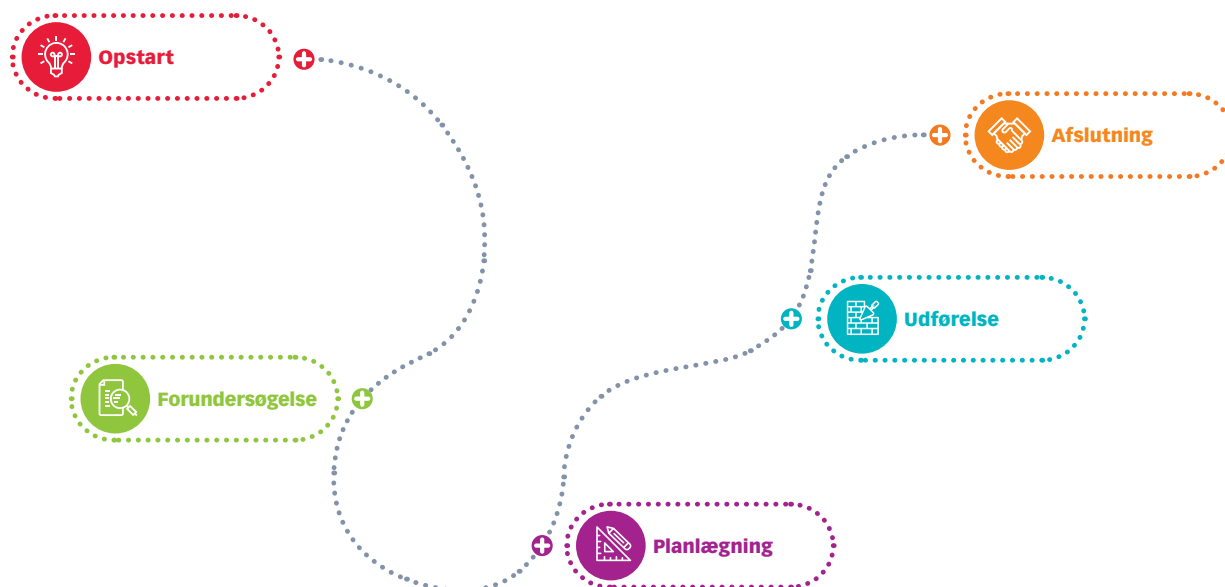 Opstart
Forundersøgelse
Planlægning
Udførelse
Afslutning